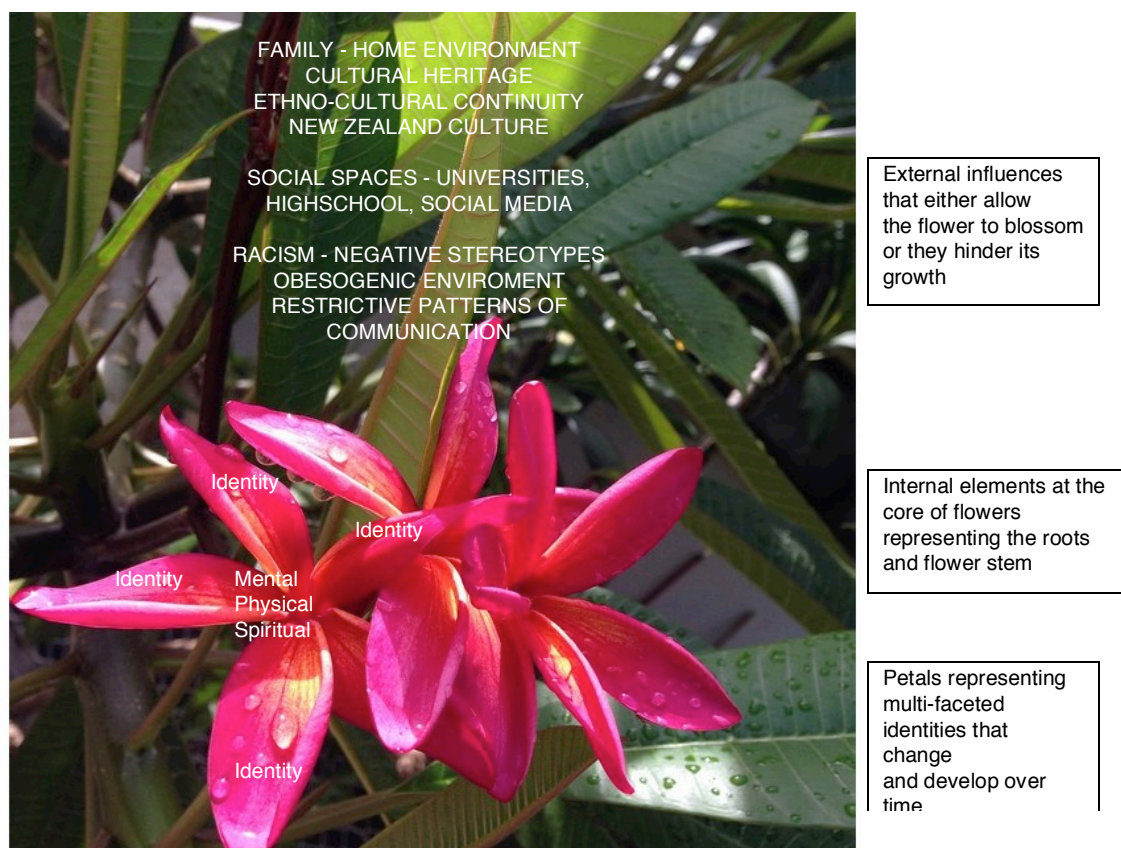 FAMILY - HOME ENVIRONMENT
CULTURAL HERITAGE
ETHNO-CULTURAL CONTINUITY
NEW ZEALAND CULTURE
SOCIAL SPACES - UNIVERSITIES,
HIGHSCHOOL, SOCIAL MEDIA
RACISM - NEGATIVE STEREOTYPES
OBESOGENIC ENVIROMENT
RESTRICTIVE PATTERNS OF
COMMUNICATION
External influences
that either allow
the flower to blossom
or they hinder its
growth
Identity
Identity
Identity
Mental
Physical
Spiritual
Identity
Internal elements at the
core of flowers
representing the roots
and flower stem
Petals representing
multi-faceted
identities that
change
and develop over
time